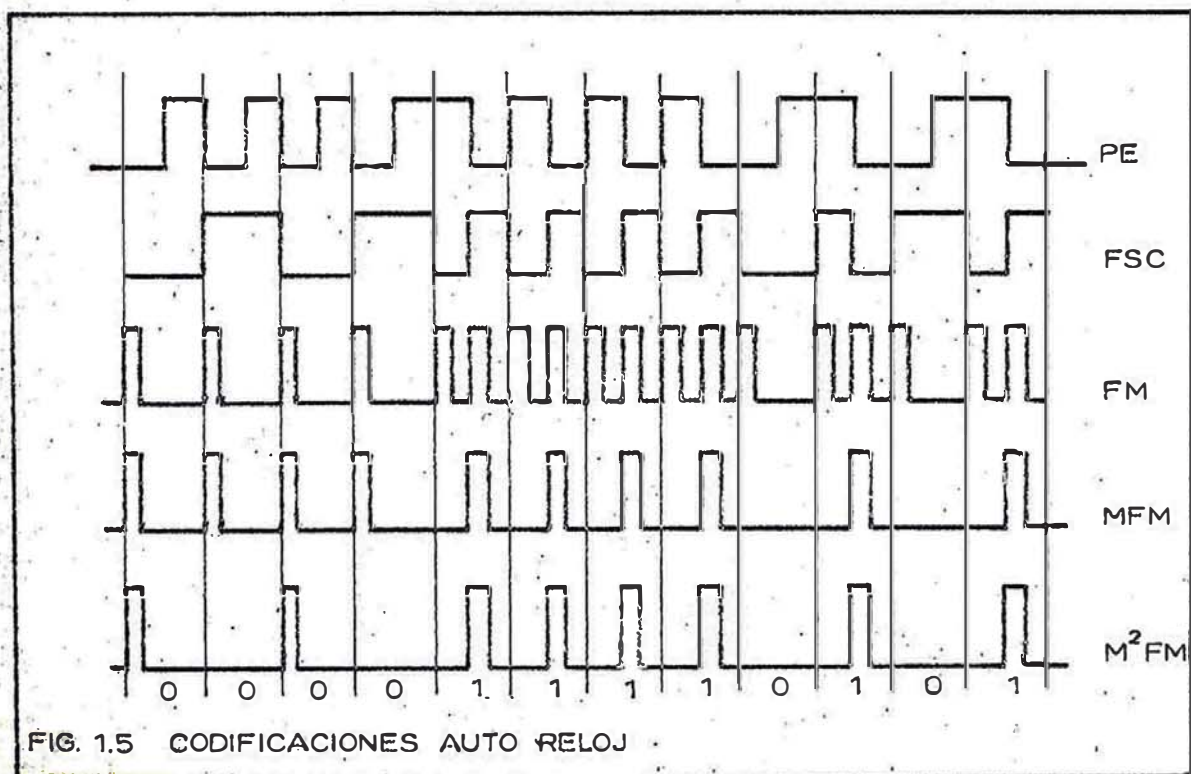 PE
FSC
FM
MFM
M²FM
0 0 0 0 1 1 1 1 0 1 0 1
FIG. 1.5 CODIFICACIONES AUTO RELOJ